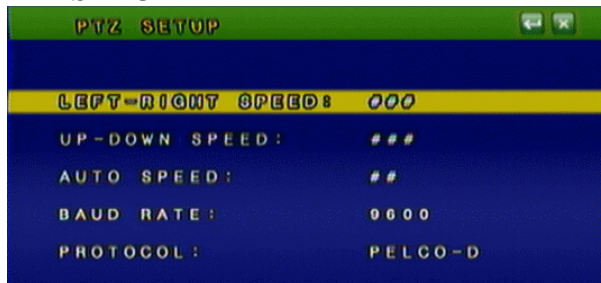 PTZ SETUP
LEFT-RIGHT SPEED: ###
UP-DOWN SPEED: ###
AUTO SPEED: ##
BAUD RATE: 9600
PROTOCOL: PELCO-D